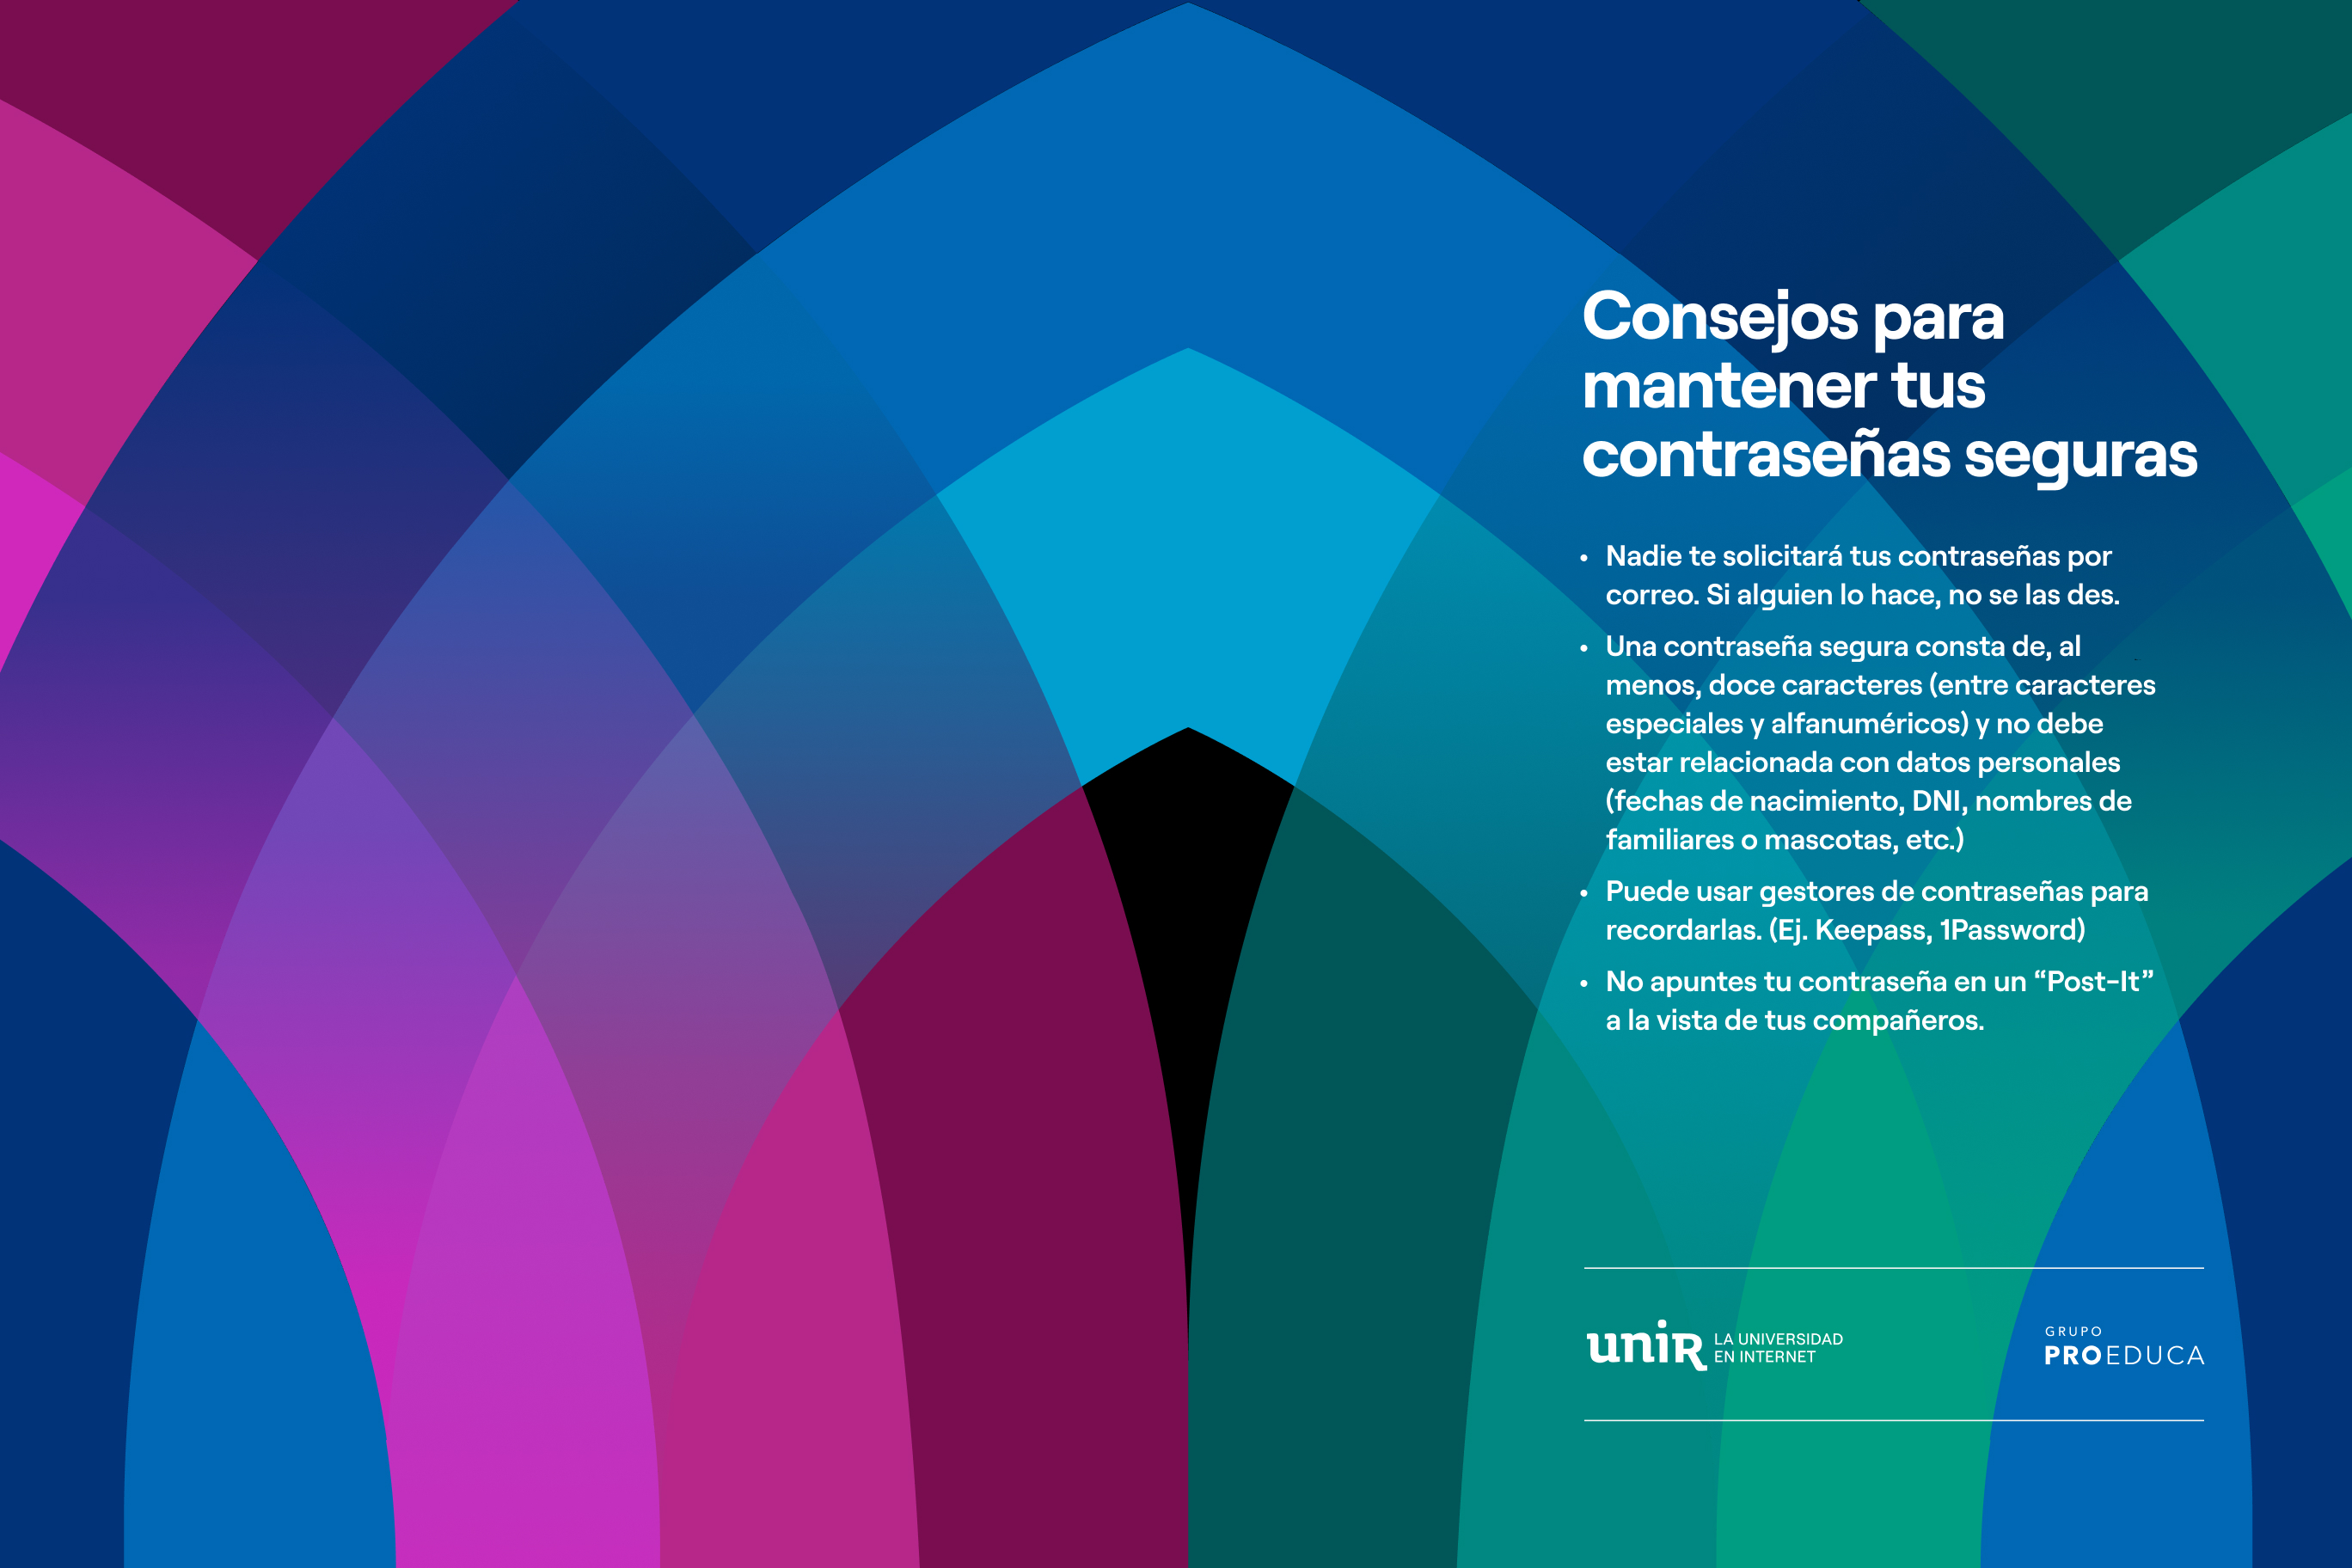 Consejos para
mantener tus
contraseñas seguras
• Nadie te solicitará tus contraseñas por
correo. Si alguien lo hace, no se las des.
• Una contraseña segura consta de, al
menos, doce caracteres (entre caracteres
especiales y alfanuméricos) y no debe
estar relacionada con datos personales
(fechas de nacimiento, DNI, nombres de
familiares o mascotas, etc.)
• Puede usar gestores de contraseñas para
recordarlas. (Ej. Keepass, 1Password)
• No apuntes tu contraseña en un “Post-It”
a la vista de tus compañeros.
unir LA UNIVERSIDAD
EN INTERNET
GRUPO
PROEDUCA